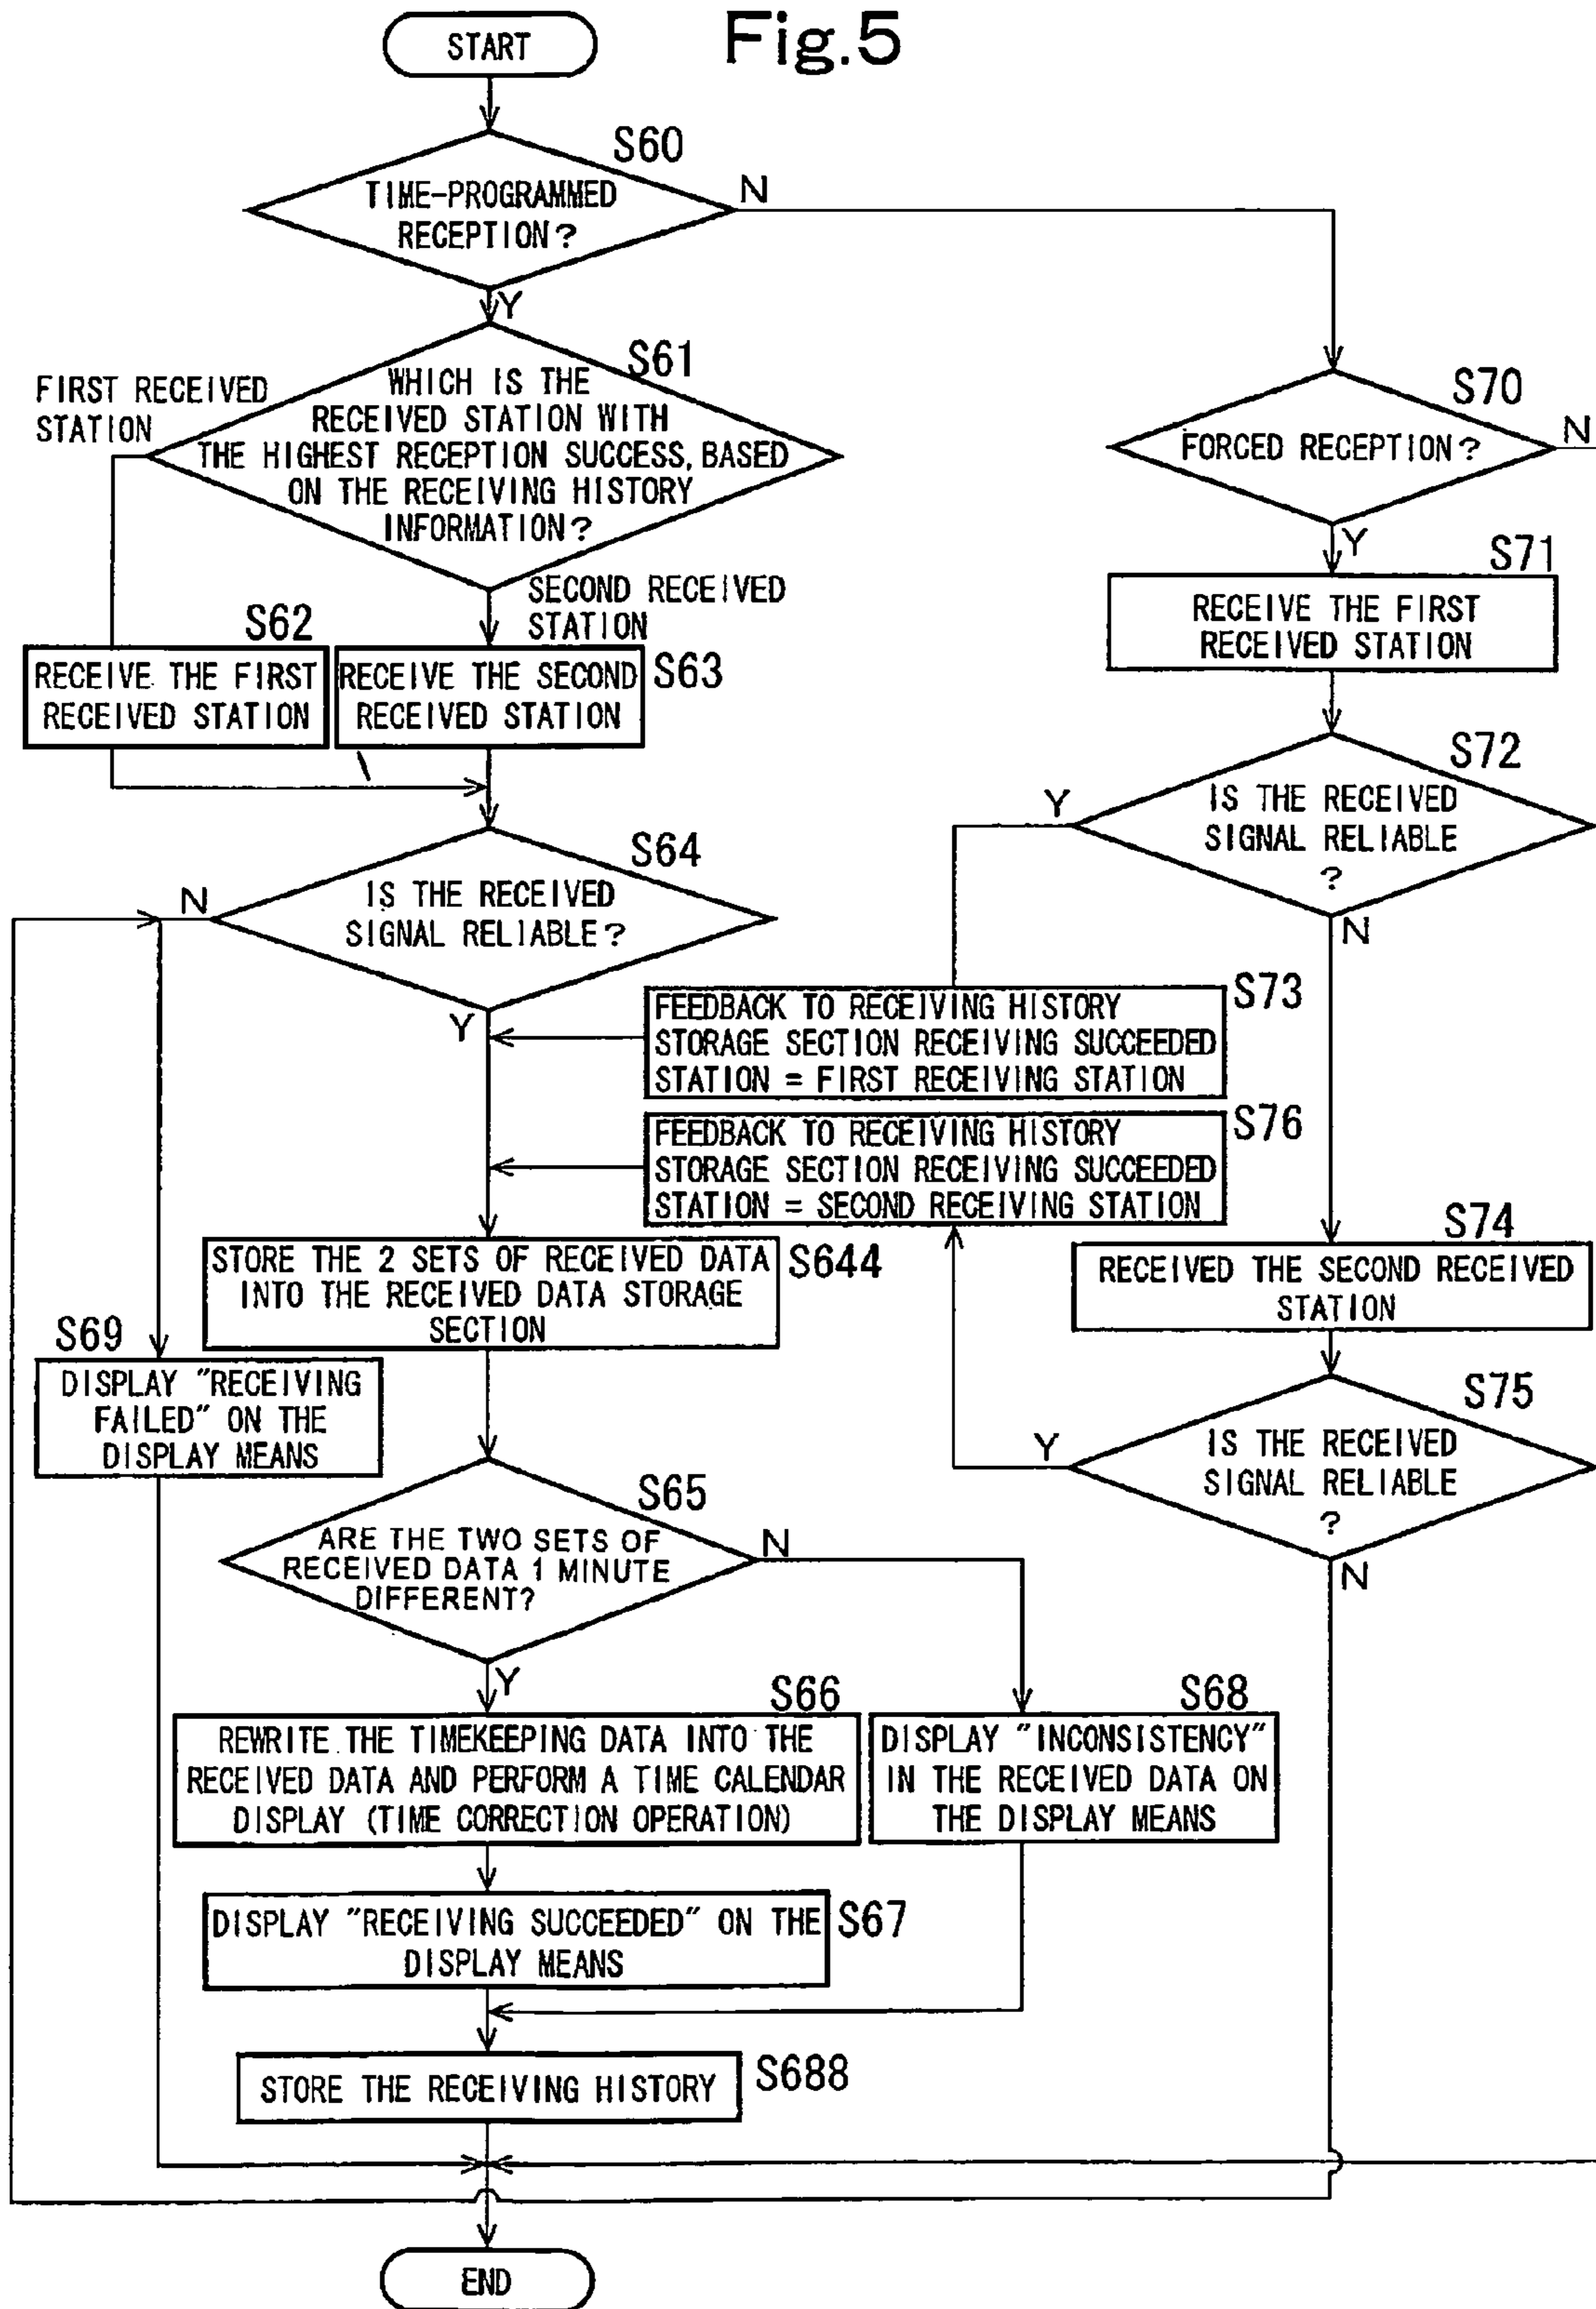 Fig.5
START
S60
TIME-PROGRAMMED
RECEPTION?
N
Y
S61
FIRST RECEIVED
STATION
WHICH IS THE
RECEIVED STATION WITH
THE HIGHEST RECEPTION SUCCESS, BASED
ON THE RECEIVING HISTORY
INFORMATION?
SECOND RECEIVED
STATION
S62
RECEIVE THE FIRST
RECEIVED STATION
RECEIVE THE SECOND
RECEIVED STATION
S63
S64
N
IS THE RECEIVED
SIGNAL RELIABLE?
Y
S70
FORCED RECEPTION?
N
Y
S71
RECEIVE THE FIRST
RECEIVED STATION
S72
Y
IS THE RECEIVED
SIGNAL RELIABLE
?
N
FEEDBACK TO RECEIVING HISTORY
STORAGE SECTION RECEIVING SUCCEEDED
STATION = FIRST RECEIVING STATION
S73
FEEDBACK TO RECEIVING HISTORY
STORAGE SECTION RECEIVING SUCCEEDED
STATION = SECOND RECEIVING STATION
S76
S74
RECEIVED THE SECOND RECEIVED
STATION
S75
Y
IS THE RECEIVED
SIGNAL RELIABLE
?
N
STORE THE 2 SETS OF RECEIVED DATA
INTO THE RECEIVED DATA STORAGE
SECTION
S644
S69
DISPLAY "RECEIVING
FAILED" ON THE
DISPLAY MEANS
S65
ARE THE TWO SETS OF
RECEIVED DATA 1 MINUTE
DIFFERENT?
N
Y
S66
REWRITE THE TIMEKEEPING DATA INTO THE
RECEIVED DATA AND PERFORM A TIME CALENDAR
DISPLAY (TIME CORRECTION OPERATION)
S68
DISPLAY "INCONSISTENCY"
IN THE RECEIVED DATA ON
THE DISPLAY MEANS
DISPLAY "RECEIVING SUCCEEDED" ON THE
DISPLAY MEANS
S67
STORE THE RECEIVING HISTORY
S688
END